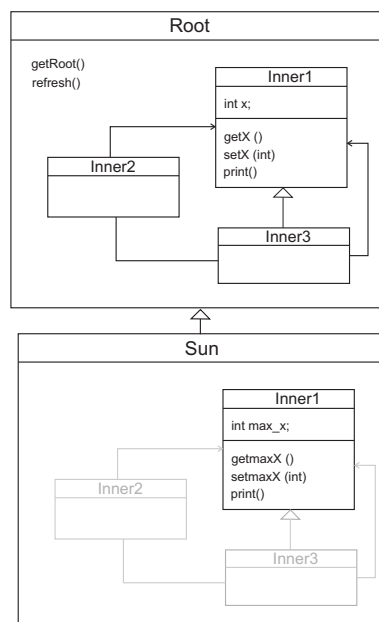 Root
getRoot()
refresh()
Inner1
int x;
getX ()
setX (int)
print()
Inner2
Inner3
Sun
Inner1
int max_x;
getmaxX ()
setmaxX (int)
print()
Inner2
Inner3